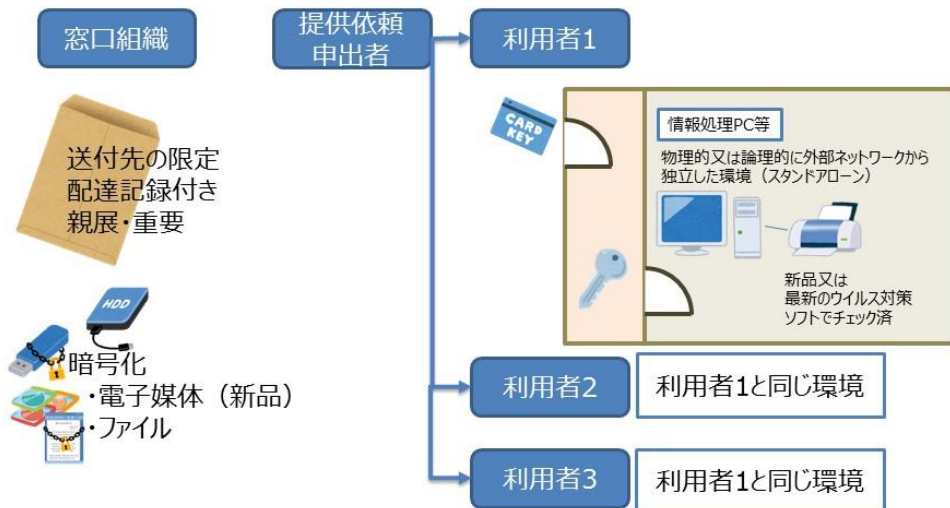 窓口組織
提供依頼
申出者
利用者1
送付先の限定
配達記録付き
親展・重要
CARD
KEY
情報処理PC等
物理的又は論理的に外部ネットワークから
独立した環境（スタンドアローン）
新品又は
最新のウイルス対策
ソフトでチェック済
HDD
暗号化
・電子媒体（新品）
・ファイル
利用者2
利用者1と同じ環境
利用者3
利用者1と同じ環境